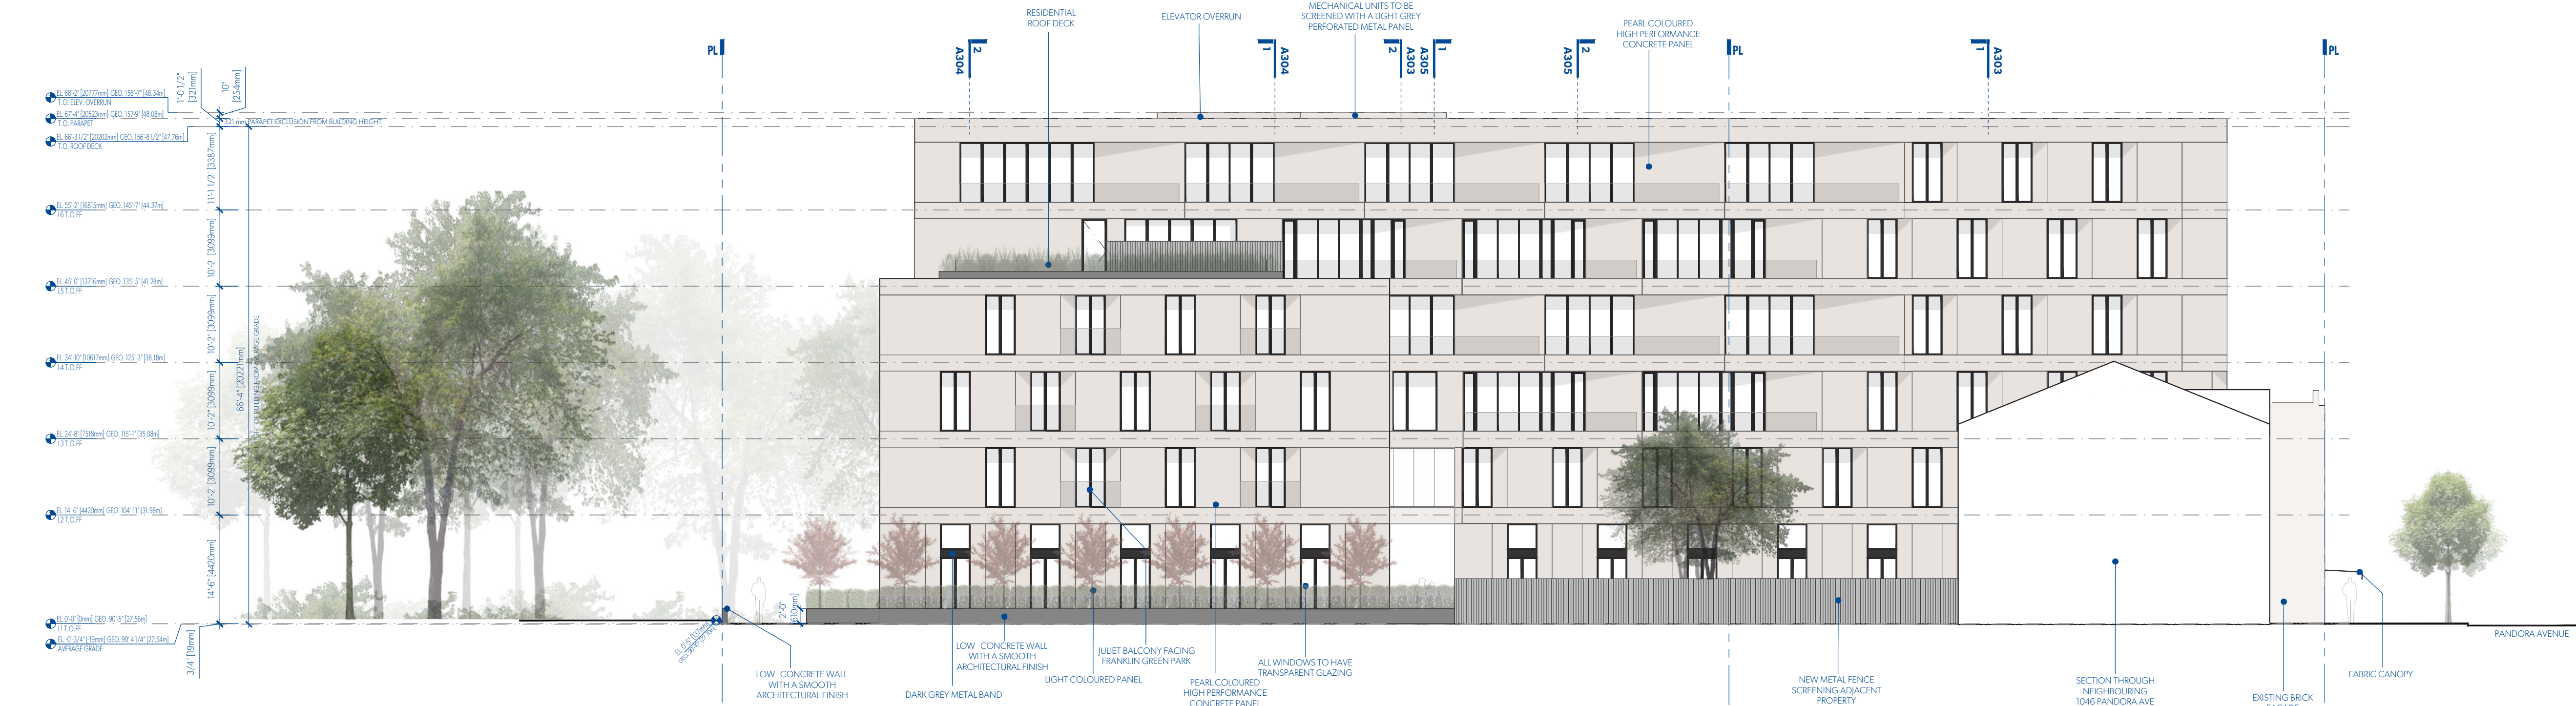 RESIDENTIAL
ROOF DECK
ELEVATOR OVERRUN
MECHANICAL UNITS TO BE
SCREENED WITH A LIGHT GREY
PERFORATED METAL PANEL
PEARL COLOURED
HIGH PERFORMANCE
CONCRETE PANEL
PL
2
A304
1
A304
2
A303
A305
1
A305
2
PL
1
A303
PL
1'-0 1/2"
[321mm]
10"
[254mm]
EL. 68'-2" [20777mm] GEO. 158'-7" [48.34m]
T.O. ELEV. OVERRUN
EL. 67'-4" [20523mm] GEO. 157'-9" [48.08m]
T.O. PARAPET
321 mm PARAPET EXCLUSION FROM BUILDING HEIGHT
EL. 66'-3 1/2" [20202mm] GEO. 156'-8 1/2" [47.76m]
T.O. ROOF DECK
11'-11/2" [3387mm]
EL. 55'-2" [16815mm] GEO. 145'-7" [44.37m]
L6 T.O.FF
10'-2" [3099mm]
EL. 45'-0" [13716mm] GEO. 135'-5" [41.28m]
L5 T.O.FF
10'-2" [3099mm]
EL. 34'-10" [10617mm] GEO. 125'-3" [38.18m]
L4 T.O.FF
10'-2" [3099mm]
66'-4" [20221mm]
EL. 24'-8" [7518mm] GEO. 115'-1" [35.08m]
L3 T.O.FF
10'-2" [3099mm]
EL. 14'-6" [4420mm] GEO. 104'-11" [31.98m]
L2 T.O.FF
14'-6" [4420mm]
EL. 0'-0" [0mm] GEO. 90'-5" [27.56m]
L1 T.O.FF
EL. -0'-3/4" [-19mm] GEO. 90' 4 1/4" [27.54m]
AVERAGE GRADE
3/4" [19mm]
2'-0"
[610mm]
LOW CONCRETE WALL
WITH A SMOOTH
ARCHITECTURAL FINISH
LOW CONCRETE WALL
WITH A SMOOTH
ARCHITECTURAL FINISH
DARK GREY METAL BAND
JULIET BALCONY FACING
FRANKLIN GREEN PARK
LIGHT COLOURED PANEL
PEARL COLOURED
HIGH PERFORMANCE
CONCRETE PANEL
ALL WINDOWS TO HAVE
TRANSPARENT GLAZING
NEW METAL FENCE
SCREENING ADJACENT
PROPERTY
SECTION THROUGH
NEIGHBOURING
1046 PANDORA AVE
EXISTING BRICK
FABRIC CANOPY
PANDORA AVENUE